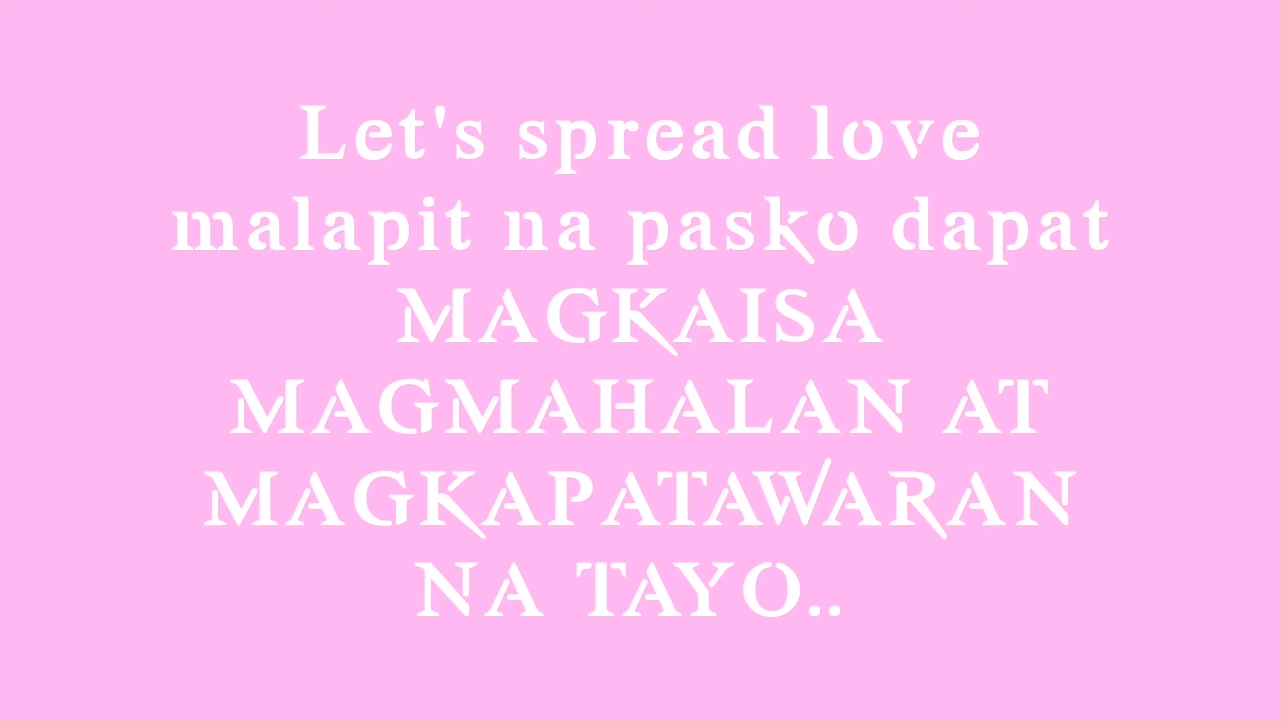 Let's spread love
malapit na pasko dapat
MAGKAISA
MAGMAHALAN AT
MAGKAPATAWARAN
NA TAYO..